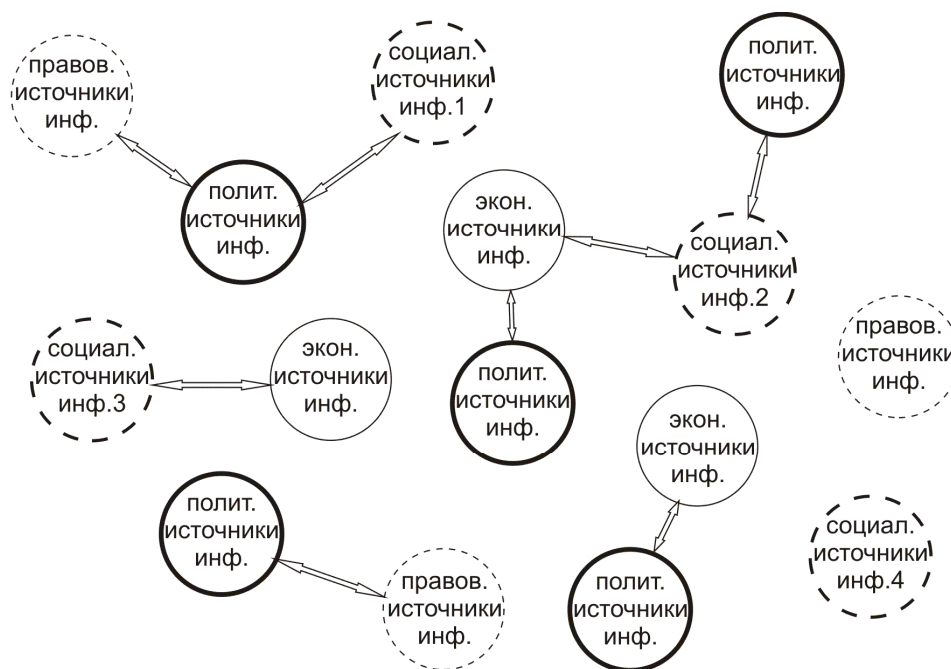 правов.
источники
инф.
социал.
источники
инф.1
полит.
источники
инф.
полит.
источники
инф.
экон.
источники
инф.
социал.
источники
инф.2
социал.
источники
инф.3
экон.
источники
инф.
полит.
источники
инф.
правов.
источники
инф.
экон.
источники
инф.
полит.
источники
инф.
правов.
источники
инф.
полит.
источники
инф.
социал.
источники
инф.4